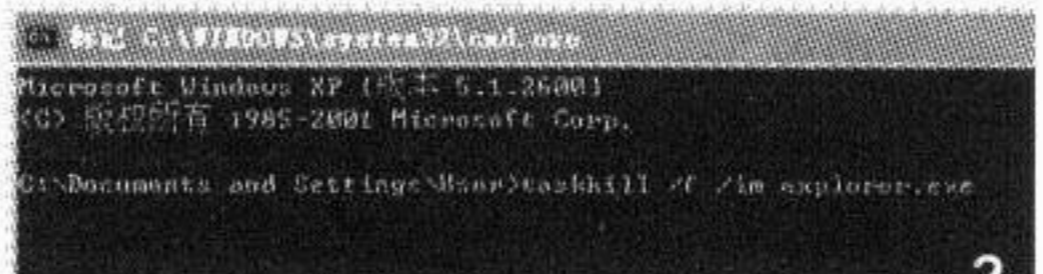 标记 C:\WINDOWS\system32\cmd.exe
Microsoft Windows XP [版本 5.1.2600]
(C) 版权所有 1985-2001 Microsoft Corp.
C:\Documents and Settings\User>taskkill /f /im explorer.exe
2